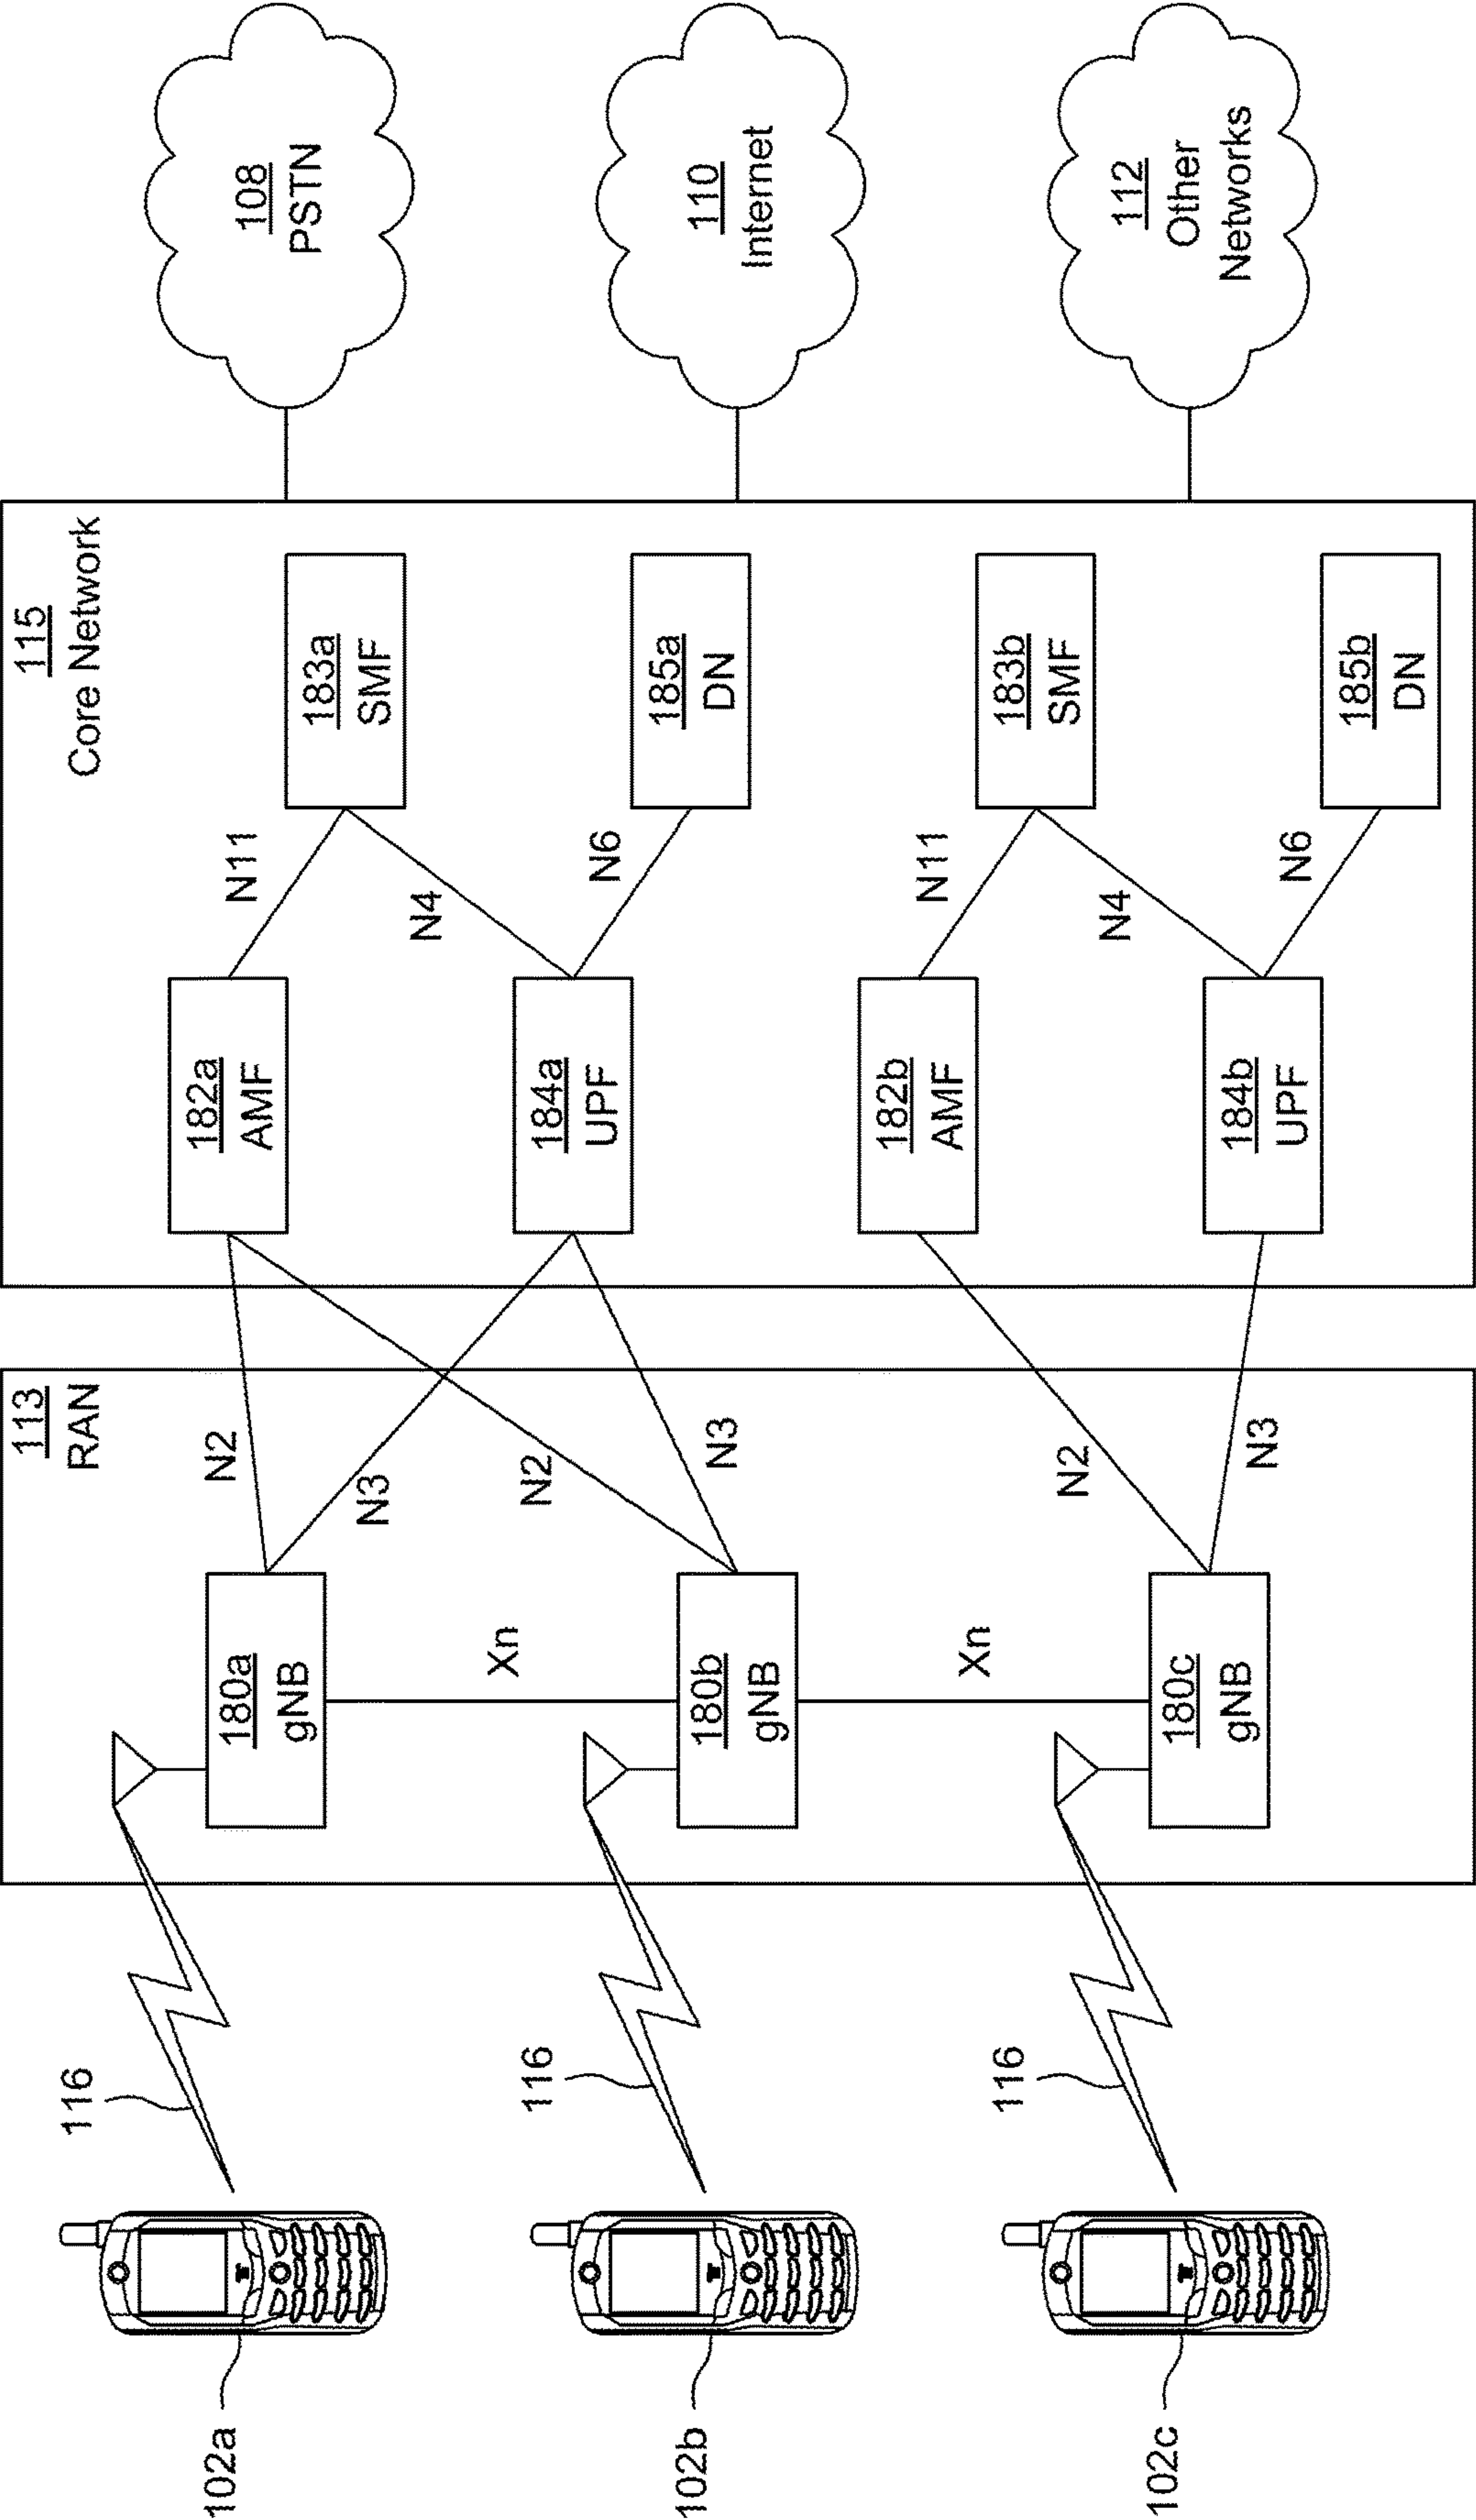 102a
102b
102c
116
116
116
113
RAN
180a
gNB
180b
gNB
180c
gNB
Xn
Xn
N2
N3
N2
N3
N2
N3
115
Core Network
182a
AMF
184a
UPF
182b
AMF
184b
UPF
N11
N4
N6
N11
N4
N6
183a
SMF
185a
DN
183b
SMF
185b
DN
108
PSTN
110
Internet
112
Other
Networks